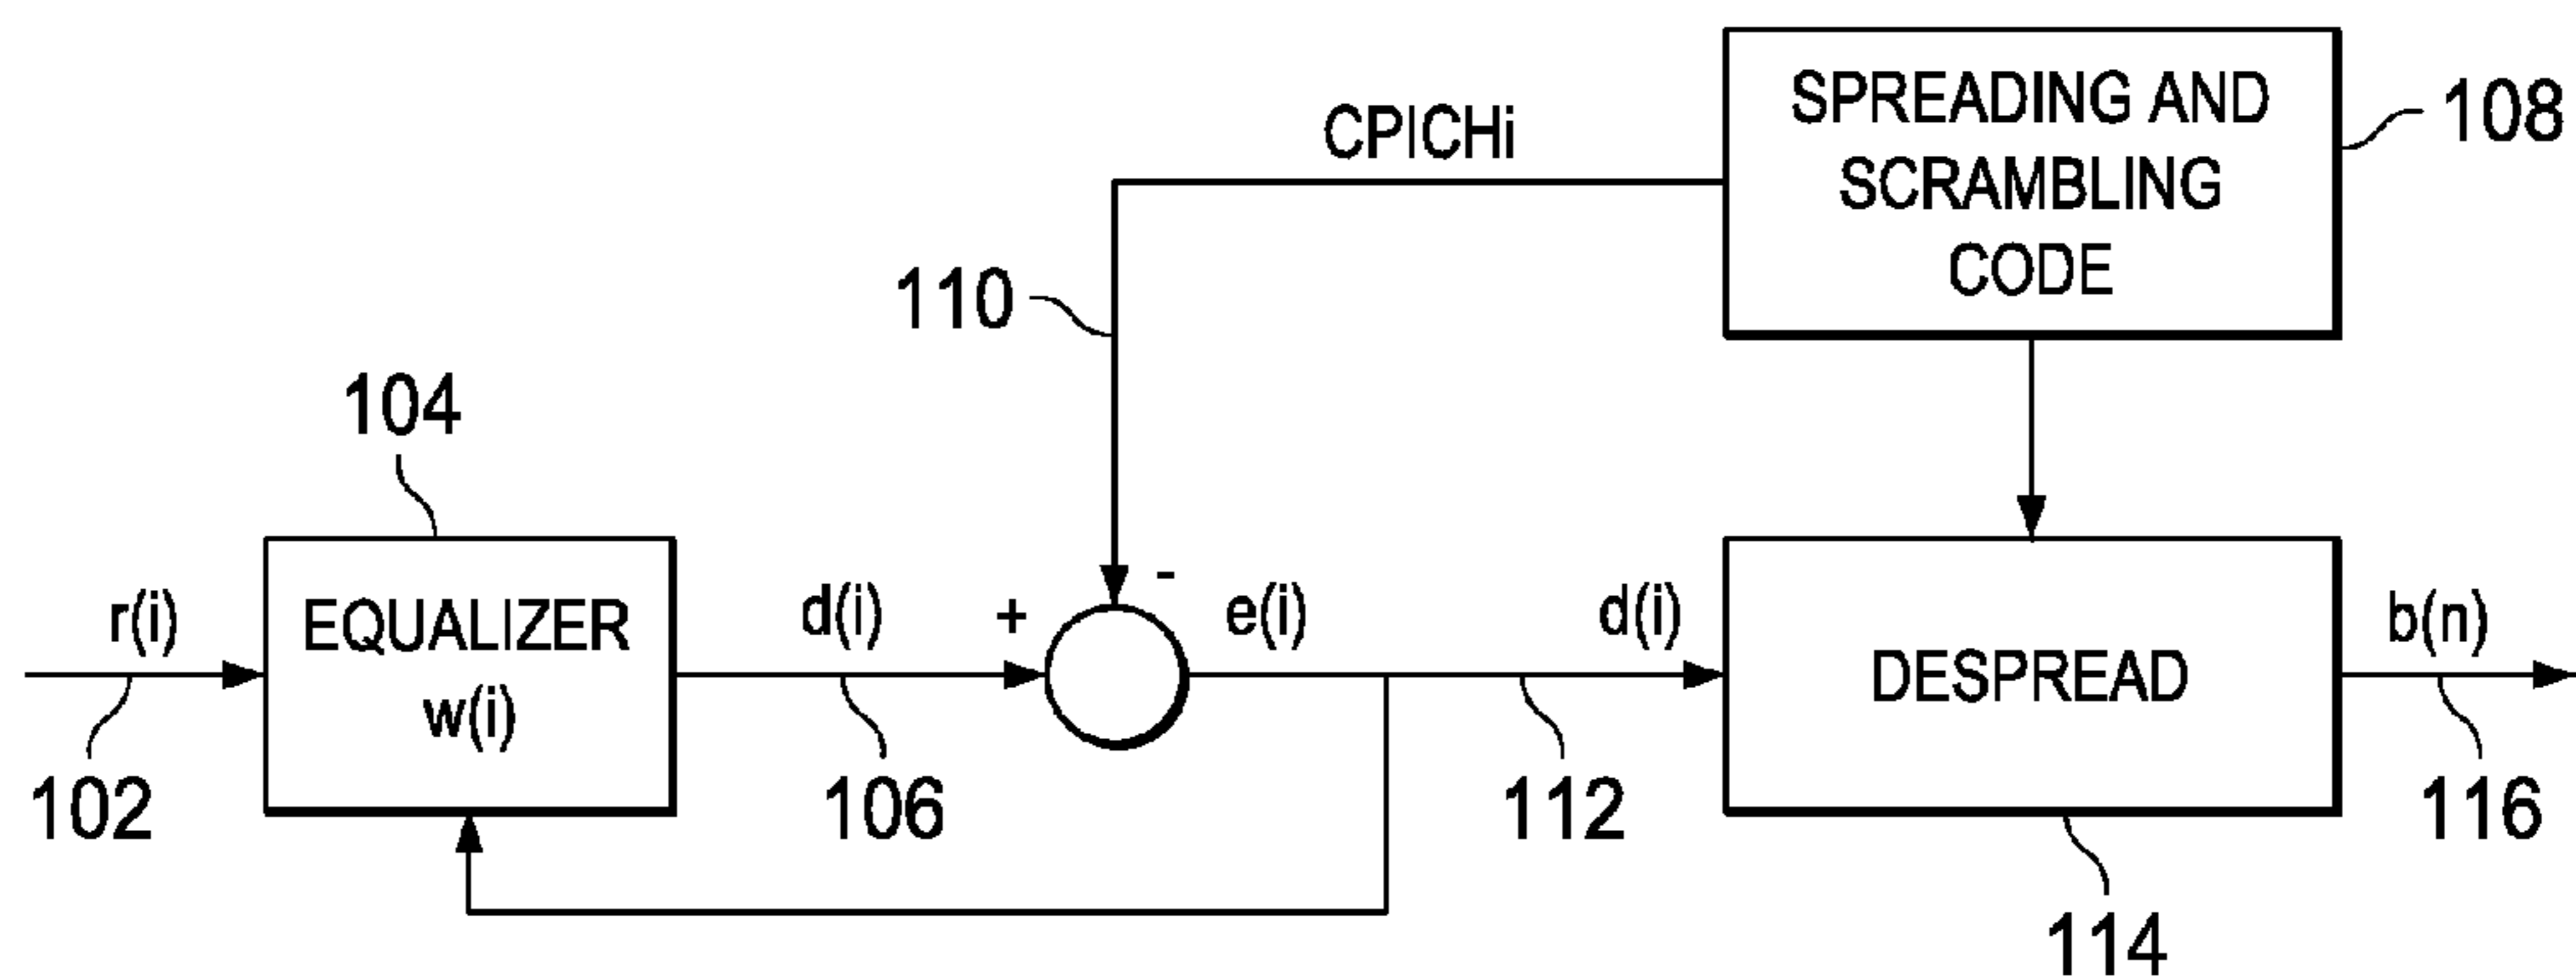 SPREADING AND
SCRAMBLING
CODE
108
CPICHi
110
104
r(i)
EQUALIZER
w(i)
d(i)
+
-
e(i)
d(i)
DESPREAD
b(n)
102
106
112
116
114